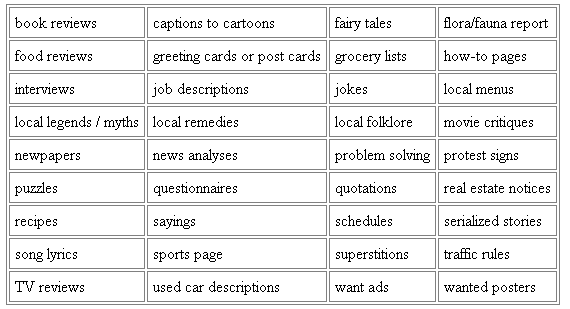 book reviews captions to cartoons fairy tales flora/fauna report
food reviews greeting cards or post cards grocery lists how-to pages
interviews job descriptions jokes local menus
local legends / myths local remedies local folklore movie critiques
newpapers news analyses problem solving protest signs
puzzles questionnaires quotations real estate notices
recipes sayings schedules serialized stories
song lyrics sports page superstitions traffic rules
TV reviews used car descriptions want ads wanted posters